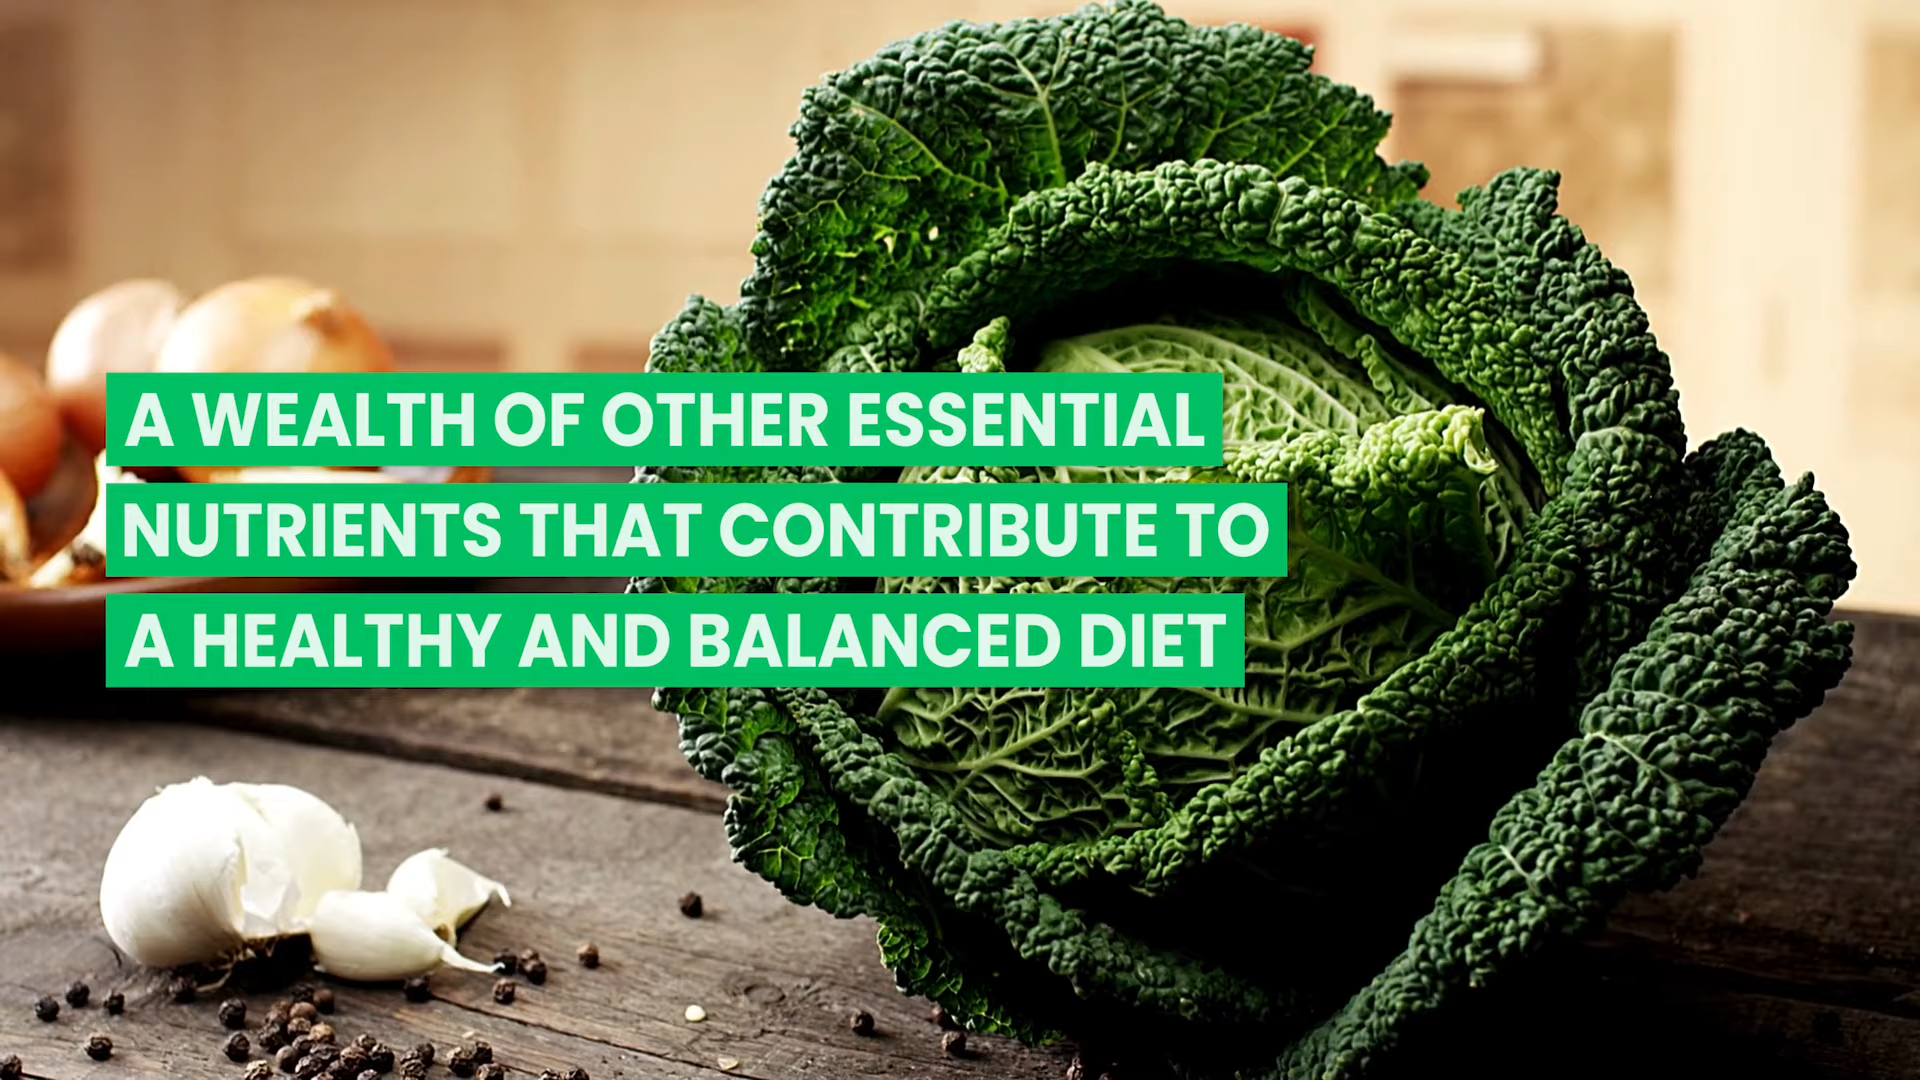 A WEALTH OF OTHER ESSENTIAL
NUTRIENTS THAT CONTRIBUTE TO
A HEALTHY AND BALANCED DIET